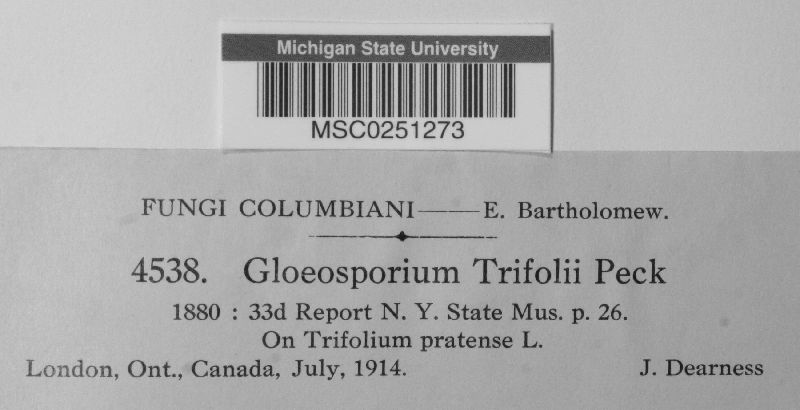 Michigan State University
MSC0251273
FUNGI COLUMBIANI——E. Bartholomew.
4538. Gloeosporium Trifolii Peck
1880 : 33d Report N. Y. State Mus. p. 26.
On Trifolium pratense L.
London, Ont., Canada, July, 1914. J. Dearness